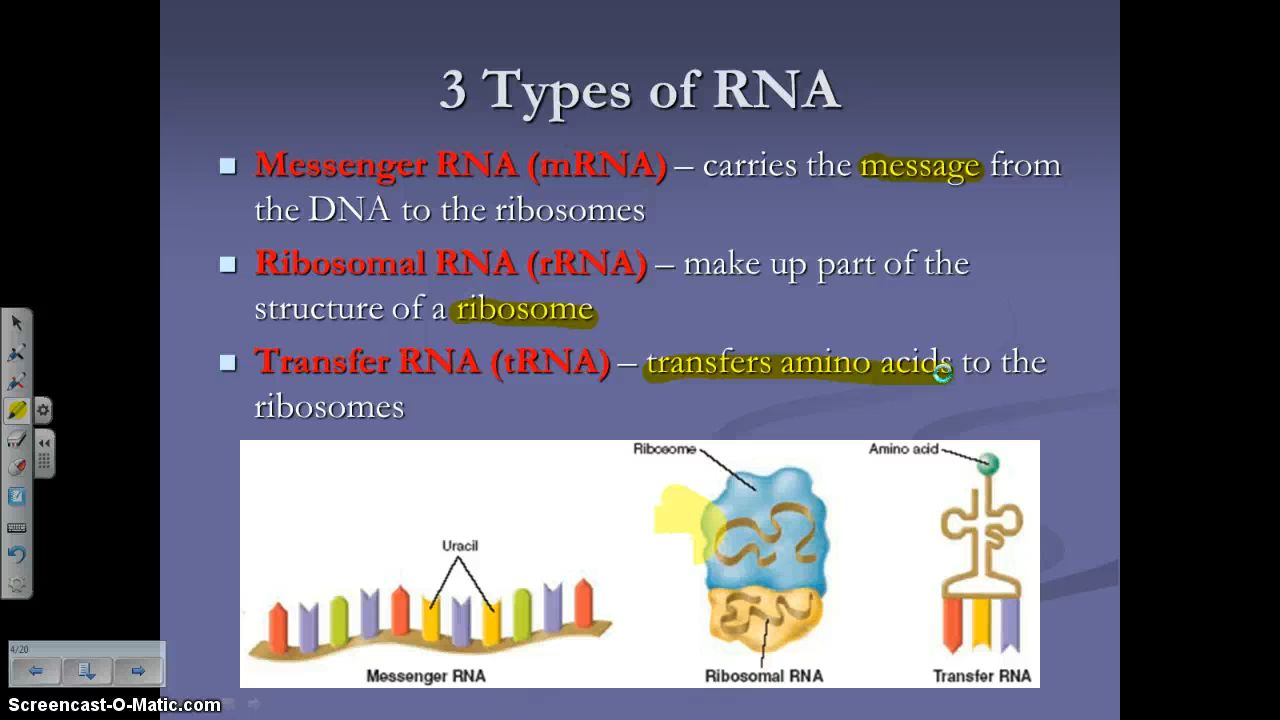 3 Types of RNA
Messenger RNA (mRNA) – carries the message from
the DNA to the ribosomes
Ribosomal RNA (rRNA) – make up part of the
structure of a ribosome
Transfer RNA (tRNA) – transfers amino acids to the
ribosomes
Ribosome
Amino acid
Uracil
Messenger RNA
Ribosomal RNA
Transfer RNA
4/20
Screencast-O-Matic.com